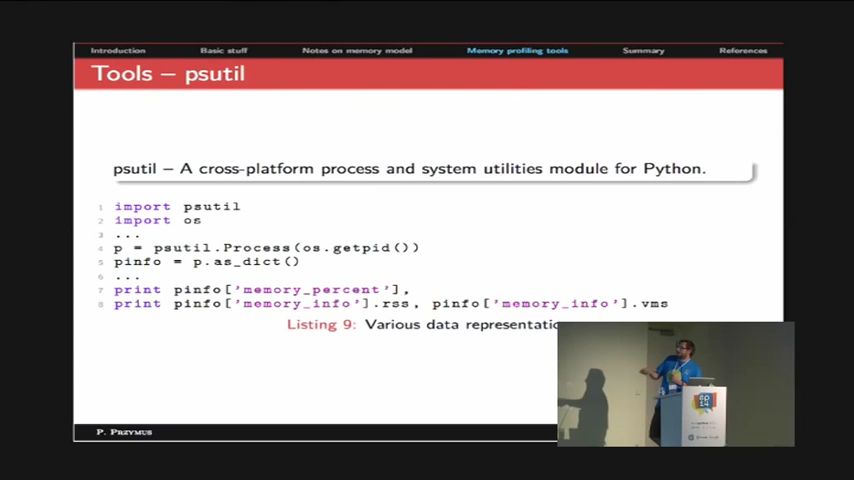 Introduction Basic stuff Notes on memory model Memory profiling tools Summary References
Tools – psutil
psutil – A cross-platform process and system utilities module for Python.
1 import psutil
2 import os
3 ...
4 p = psutil.Process(os.getpid())
5 pinfo = p.as_dict()
6 ...
7 print pinfo['memory_percent'],
8 print pinfo['memory_info'].rss, pinfo['memory_info'].vms
Listing 9: Various data representatio
P. Przymus